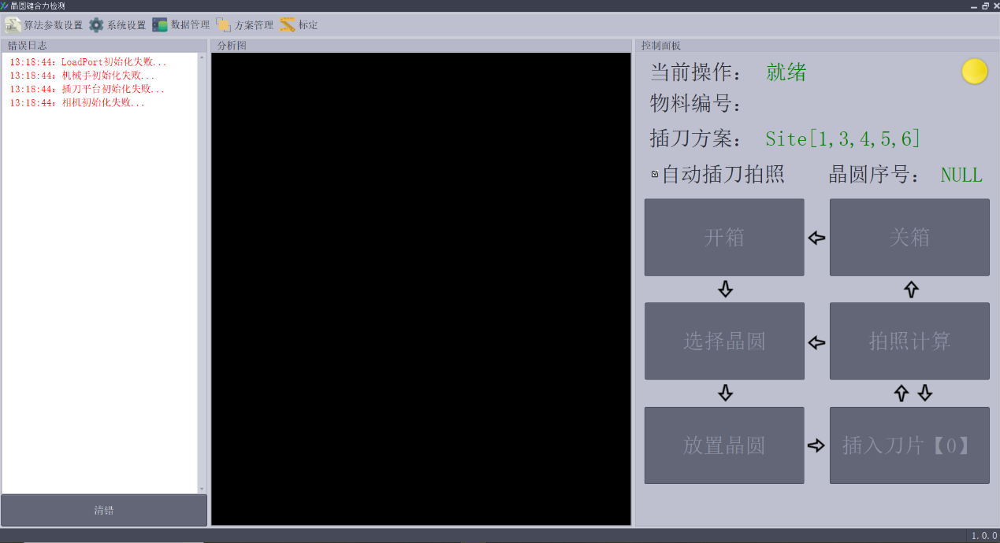 晶圆键合力检测
算法参数设置 系统设置 数据管理 方案管理 标定
错误日志
13:18:44: LoadPort初始化失败...
13:18:44: 机械手初始化失败...
13:18:44: 插刀平台初始化失败...
13:18:44: 相机初始化失败...
清错
分析图
控制面板
当前操作： 就绪
物料编号：
插刀方案： Site[1,3,4,5,6]
自动插刀拍照 晶圆序号： NULL
开箱 关箱
选择晶圆 拍照计算
放置晶圆 插入刀片【0】
1.0.0